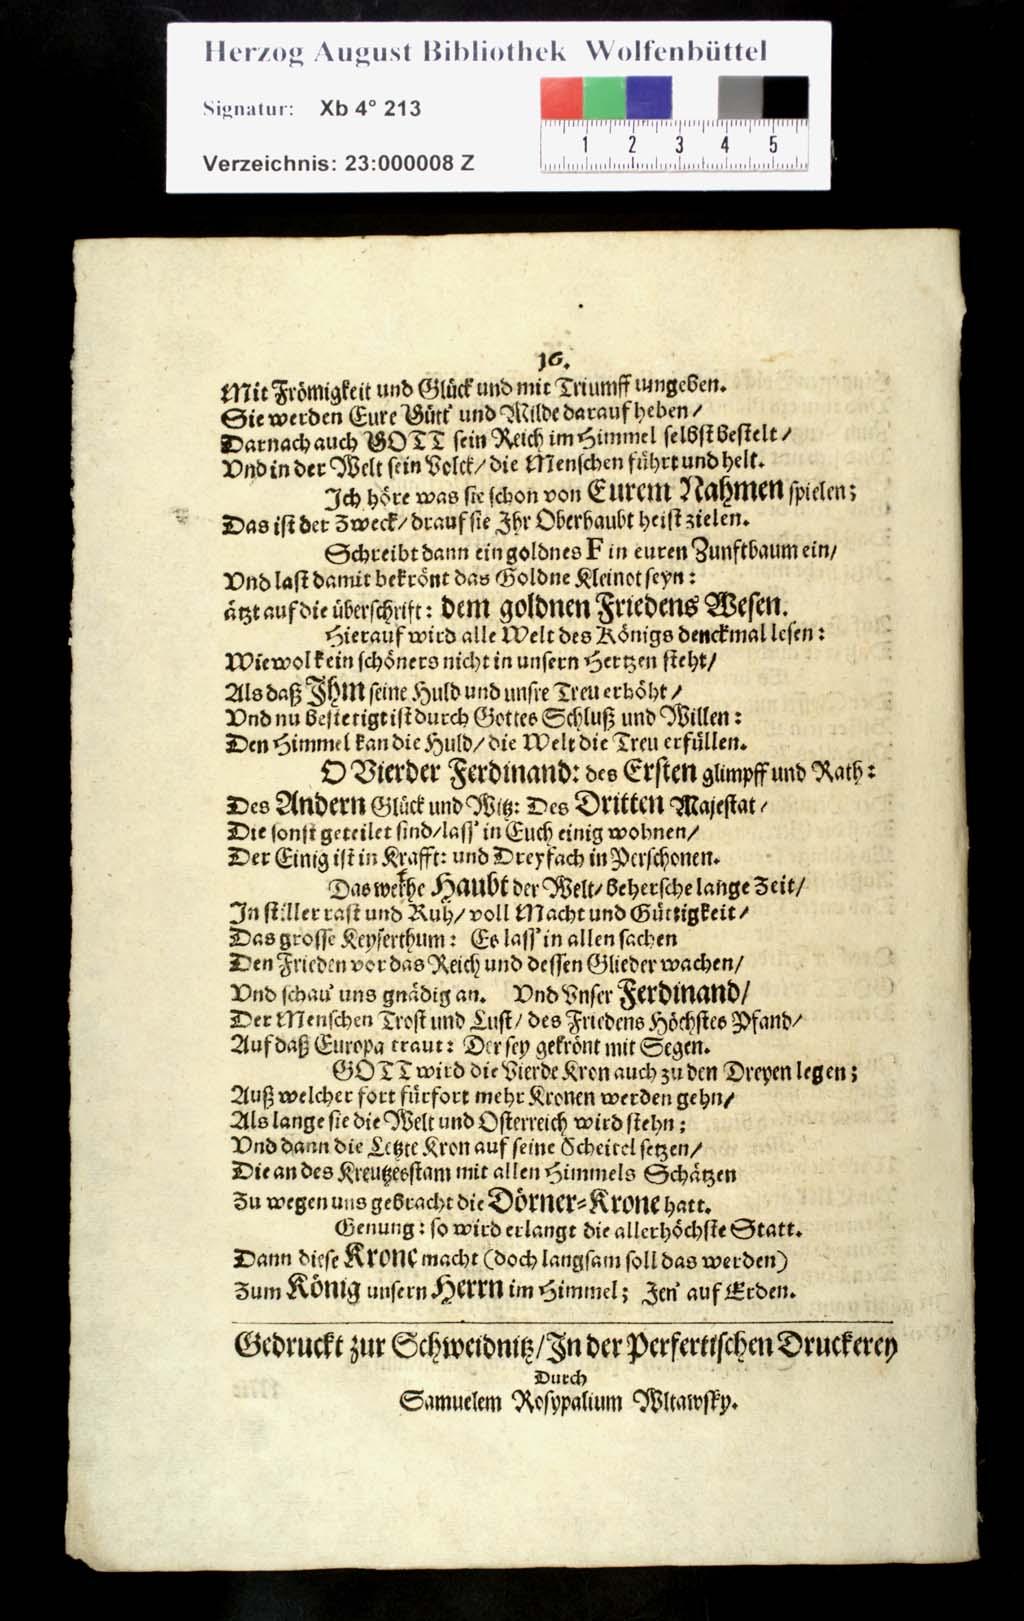 Herzog August Bibliothek Wolfenbüttel
Signatur: Xb 4° 213
Verzeichnis: 23:000008 Z
1 2 3 4 5
16.
Mit Frömigkeit und Glück und mit Triumff umgeben.
Sie werden Eure Gütt' und Milde darauf heben/
Darnach auch GOTT sein Reich im Himmel selbst bestelt/
Vnd in der Welt sein Volck/ die Menschen führt und helt.
Ich höre was sie schon von Eurem Nahmen spielen;
Das ist der Zweck/ drauf sie Ihr Oberhaubt heist zielen.
Schreibt dann ein goldnes F in euren Zunftbaum ein/
Vnd last damit bekrönt das Goldne Kleinot seyn:
ätzt auf die überschrift: dem goldnen Friedens Wesen.
Hierauf wird alle Welt des Königs denckmal lesen:
Wiewol kein schöners nicht in unsern Hertzen steht/
Als daß Ihm seine Huld und unsre Treu erhöht/
Vnd nu bestetigt ist durch Gottes Schluß und Willen:
Den Himmel kan die Huld/ die Welt die Treu erfüllen.
O Vierder Ferdinand: des Ersten glimpff und Rath:
Des Andern Glück und Witz: Des Dritten Majestat/
Die sonst geteilet sind/ lass' in Euch einig wohnen/
Der Einig ist in Krafft: und Dreyfach in Perschonen.
Das werthe Haubt der Welt/ behersche lange Zeit/
In stiller rast und Ruh/ voll Macht und Güttigkeit/
Das grosse Keyserthum: Es lass' in allen sachen
Den Frieden vor das Reich und dessen Glieder wachen/
Vnd schau' uns gnädig an. Vnd Vnser Ferdinand/
Der Menschen Trost und Lust/ des Friedens Höchstes Pfand/
Auf daß Europa traut: Der sey gekrönt mit Segen.
GOTT wird die Vierde Kron auch zu den Dreyen legen;
Auß welcher fort fürfort mehr Kronen werden gehn/
Als lange sie die Welt und Osterreich wird stehn;
Vnd dann die Letzte Kron auf seine Scheitel setzen/
Die an des Kreutzesstam mit allen Himmels Schätzen
Zu wegen uns gebracht die Dörner-Krone hatt.
Genung: so wird erlangt die allerhöchste Statt.
Dann diese Krone macht (doch langsam soll das werden)
Zum König unsern Herrn im Himmel; Jen' auf Erden.
Gedruckt zur Schweidnitz/ In der Perfertischen Druckerey
Durch
Samuelem Rosypalium Wltawsky.